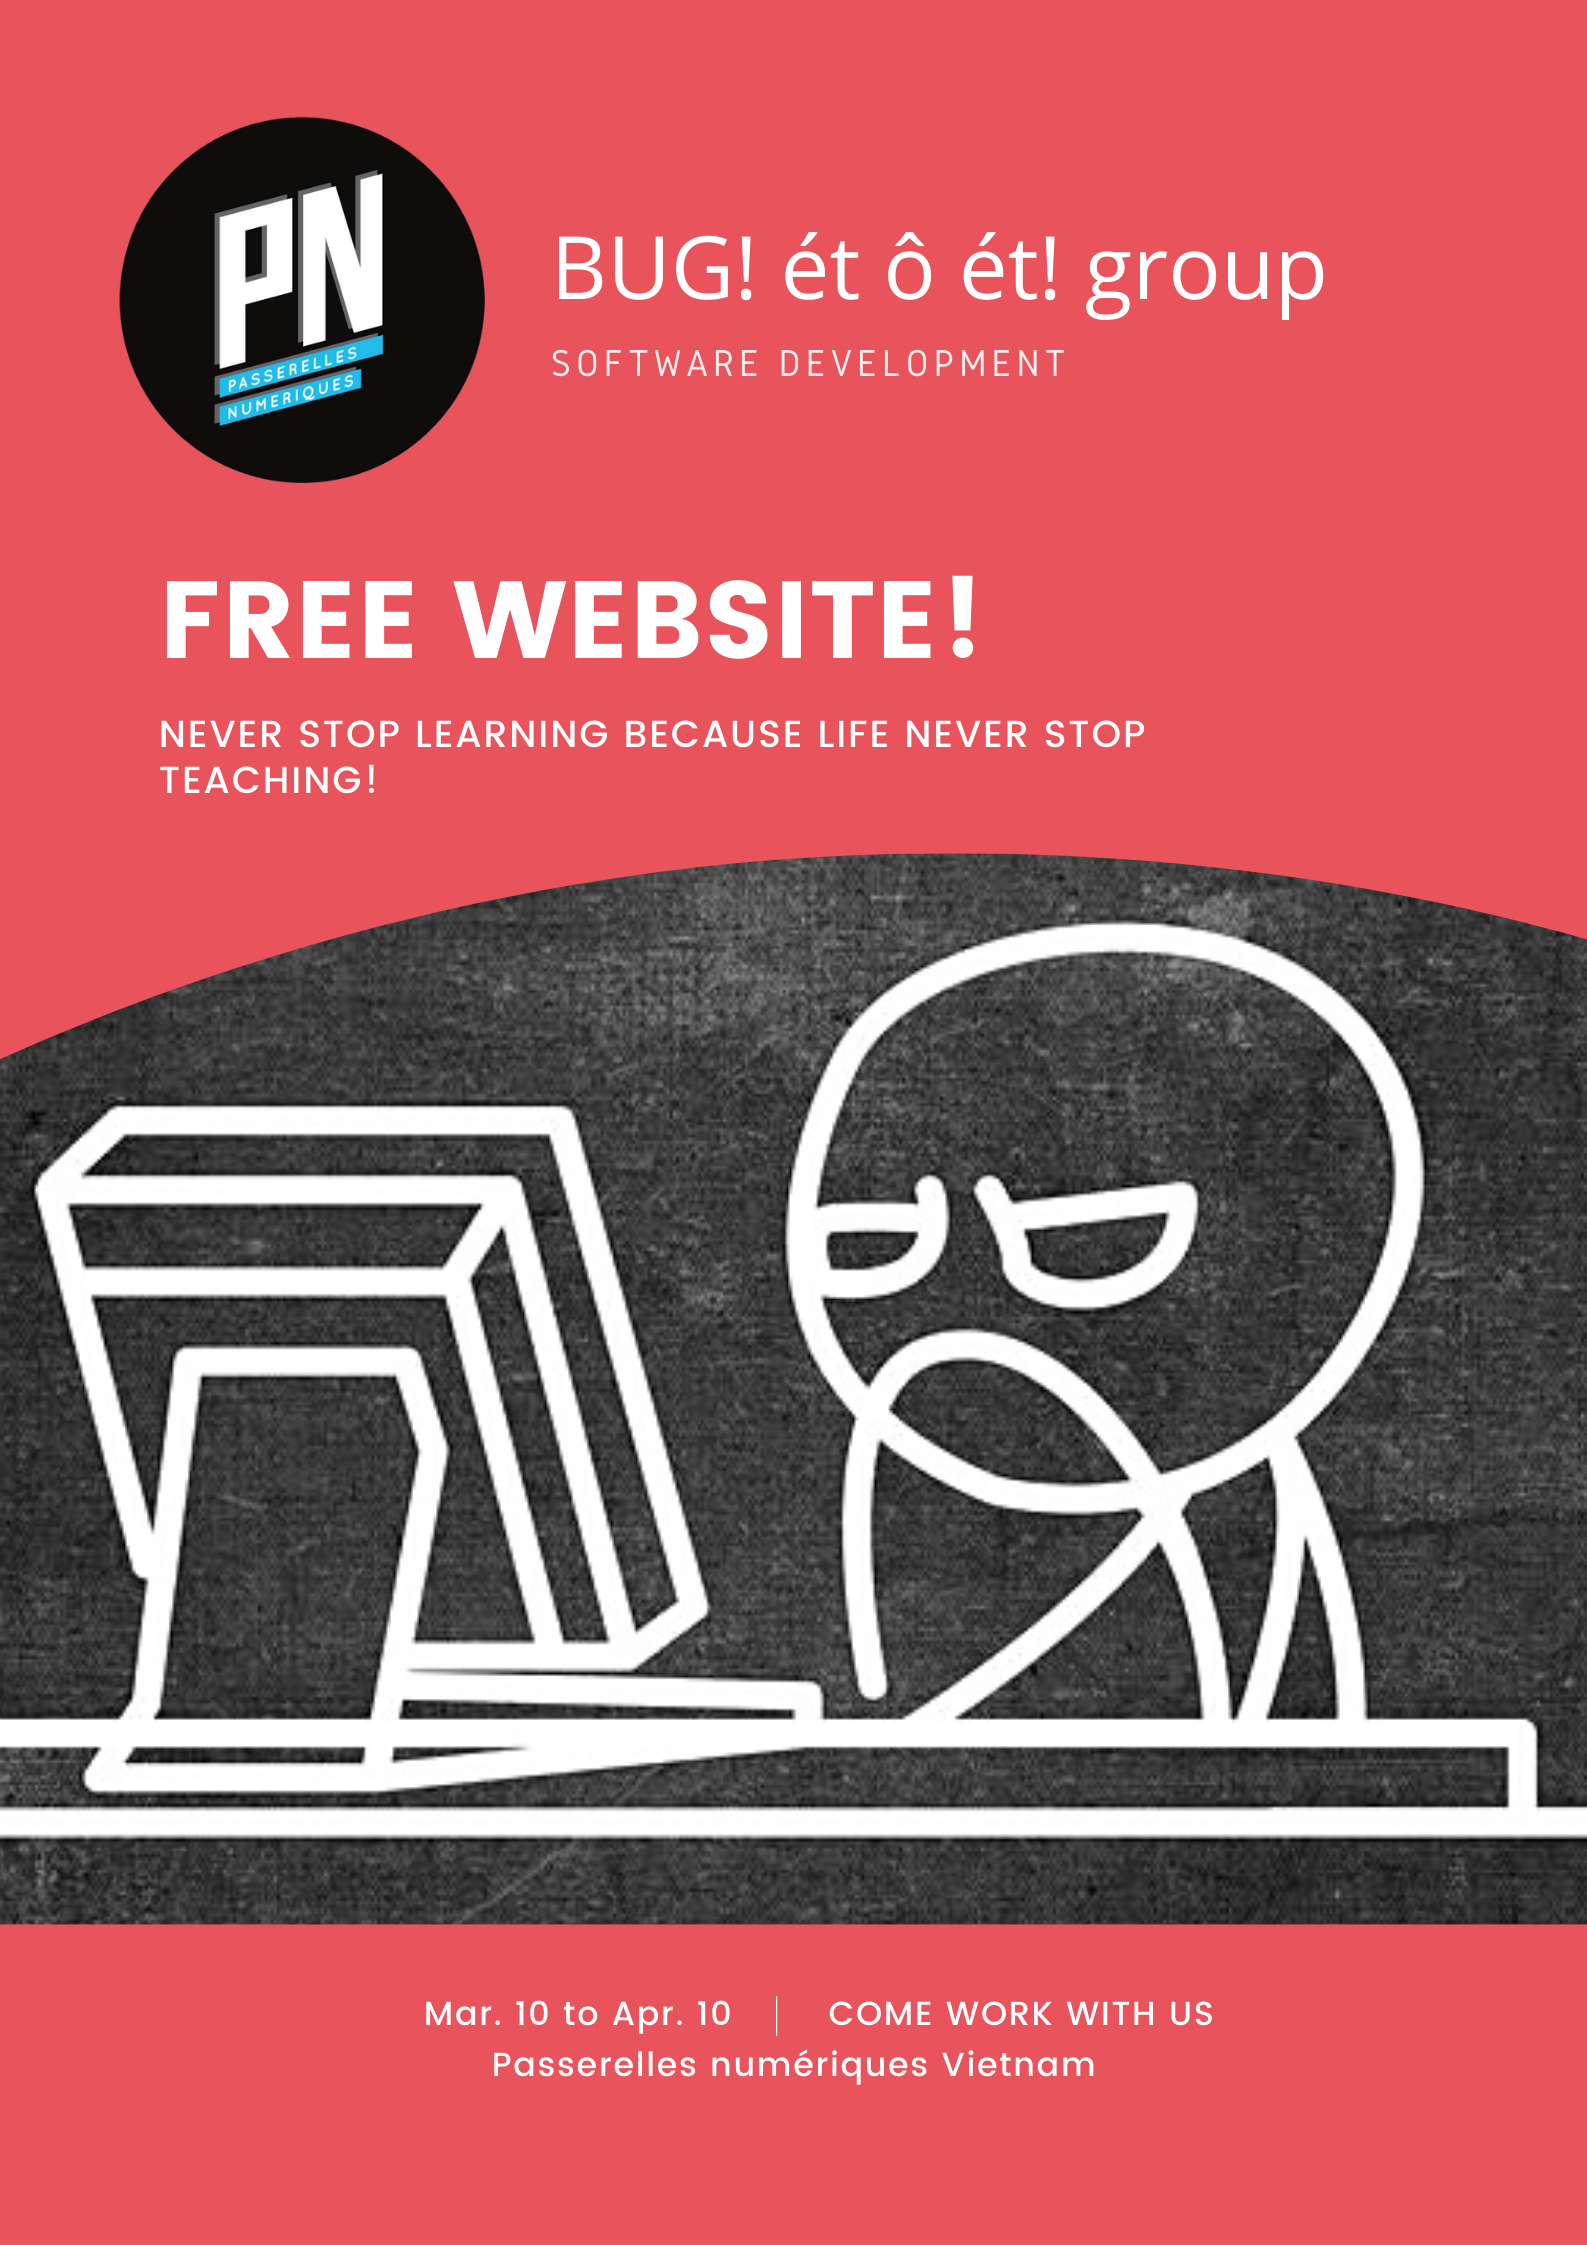 PN
PASSERELLES
NUMERIQUES
BUG! ét ô ét! group
SOFTWARE DEVELOPMENT
FREE WEBSITE!
NEVER STOP LEARNING BECAUSE LIFE NEVER STOP
TEACHING!
Mar. 10 to Apr. 10 | COME WORK WITH US
Passerelles numériques Vietnam